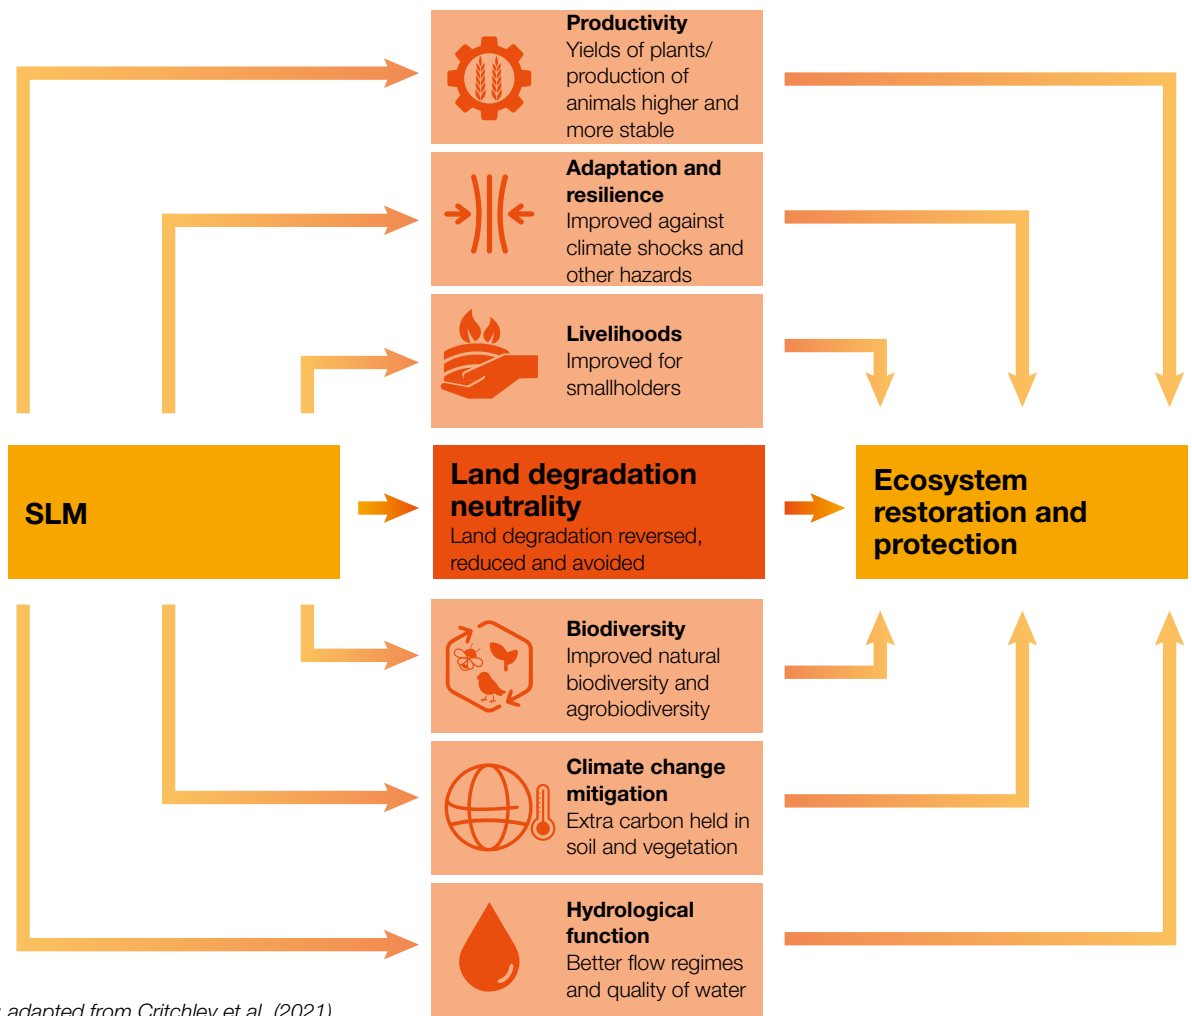 Productivity
Yields of plants/
production of
animals higher and
more stable
Adaptation and
resilience
Improved against
climate shocks and
other hazards
Livelihoods
Improved for
smallholders
SLM
Land degradation
neutrality
Land degradation reversed,
reduced and avoided
Ecosystem
restoration and
protection
Biodiversity
Improved natural
biodiversity and
agrobiodiversity
Climate change
mitigation
Extra carbon held in
soil and vegetation
Hydrological
function
Better flow regimes
and quality of water
adapted from Critchley et al. (2021)